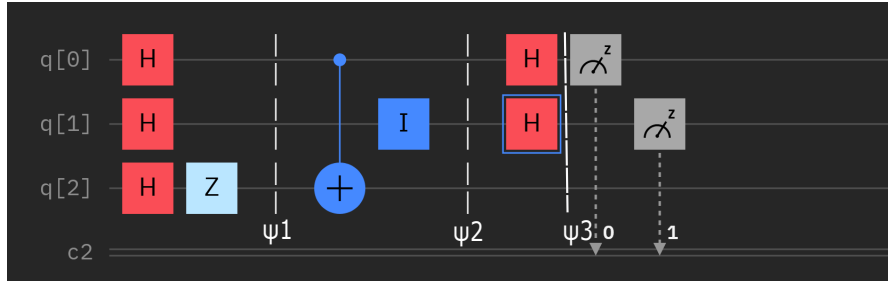 q[0] H H z
q[1] H I H z
q[2] H Z +
ψ1 ψ2 ψ3 0 1
c2